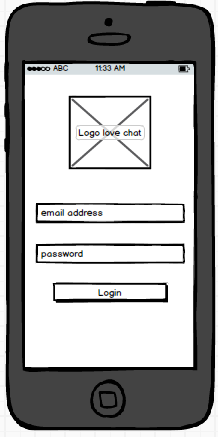 ABC 11:33 AM
Logo love chat
email address
password
Login